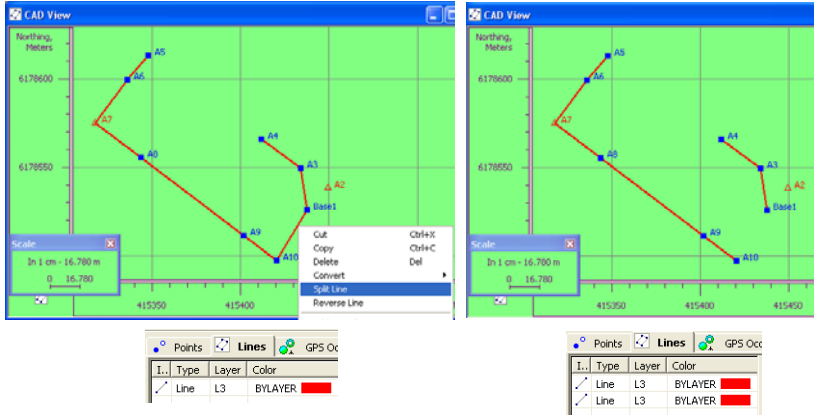 CAD View
Northing,
Meters
6178600
6178550
A5
A6
A7
A8
A4
A3
A2
Base1
A9
A10
Scale
In 1 cm - 16.780 m
0 16.780
415350
415400
Cut Ctrl+X
Copy Ctrl+C
Delete Del
Convert
Split Line
Reverse Line
Points Lines GPS Occ
I.. Type Layer Color
Line L3 BYLAYER
CAD View
Northing,
Meters
6178600
6178550
A5
A6
A7
A8
A4
A3
A2
Base1
A9
A10
Scale
In 1 cm - 16.780 m
0 16.780
415350
415400
415450
Points Lines GPS Occ
I.. Type Layer Color
Line L3 BYLAYER
Line L3 BYLAYER